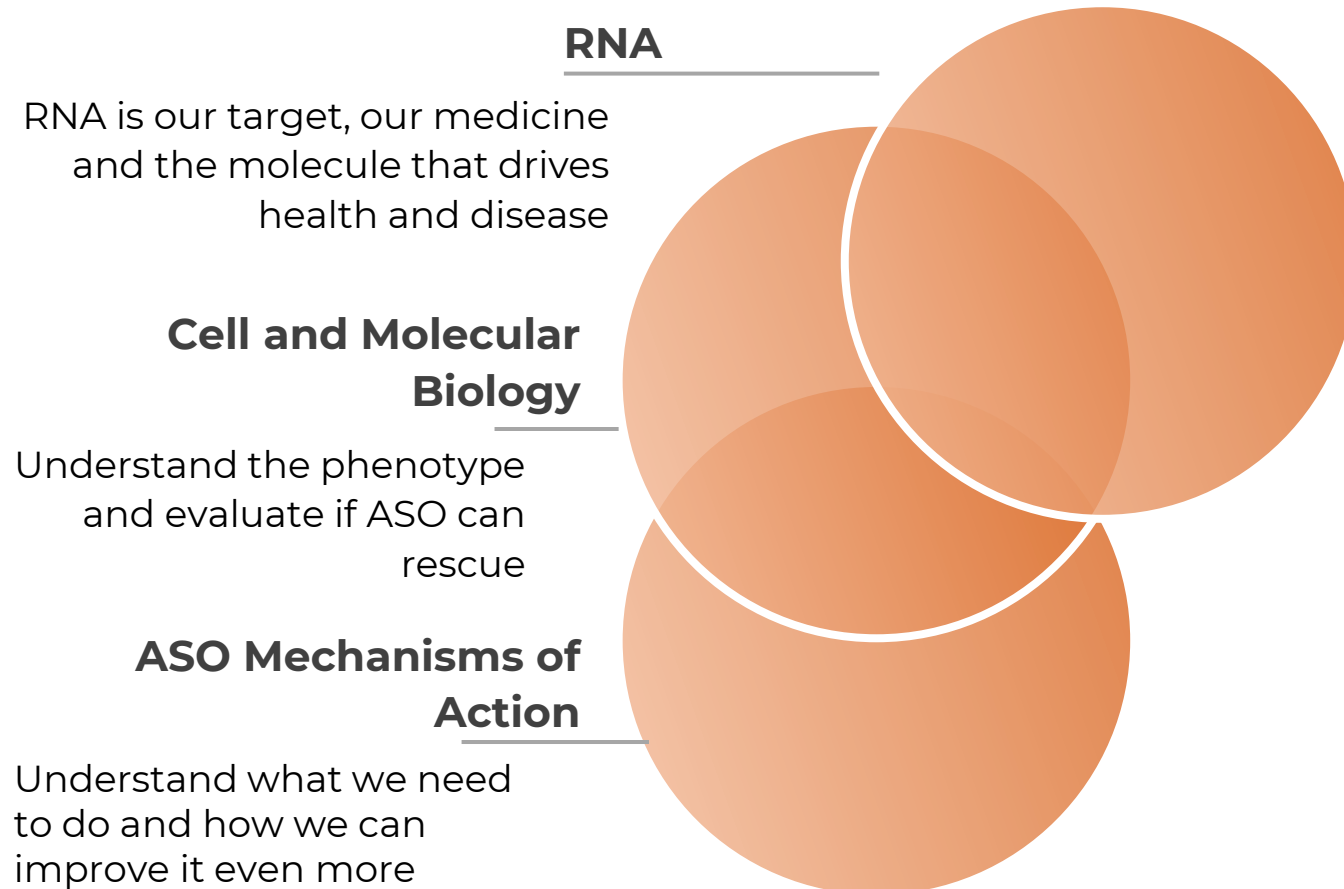 RNA
RNA is our target, our medicine
and the molecule that drives
health and disease
Cell and Molecular
Biology
Understand the phenotype
and evaluate if ASO can
rescue
ASO Mechanisms of
Action
Understand what we need
to do and how we can
improve it even more